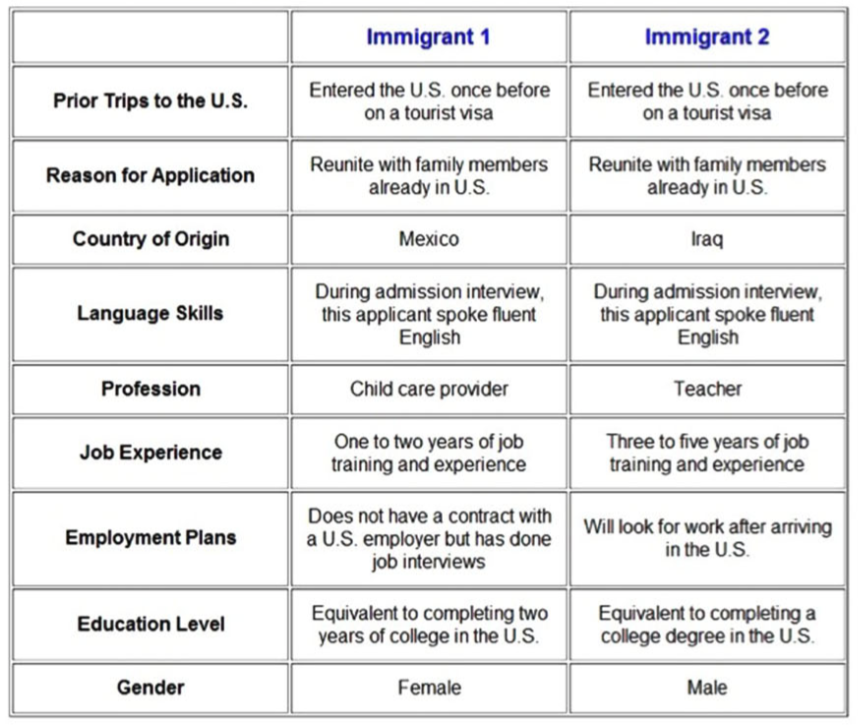 Immigrant 1 Immigrant 2
Prior Trips to the U.S. Entered the U.S. once before on a tourist visa Entered the U.S. once before on a tourist visa
Reason for Application Reunite with family members already in U.S. Reunite with family members already in U.S.
Country of Origin Mexico Iraq
Language Skills During admission interview, this applicant spoke fluent English During admission interview, this applicant spoke fluent English
Profession Child care provider Teacher
Job Experience One to two years of job training and experience Three to five years of job training and experience
Employment Plans Does not have a contract with a U.S. employer but has done job interviews Will look for work after arriving in the U.S.
Education Level Equivalent to completing two years of college in the U.S. Equivalent to completing a college degree in the U.S.
Gender Female Male